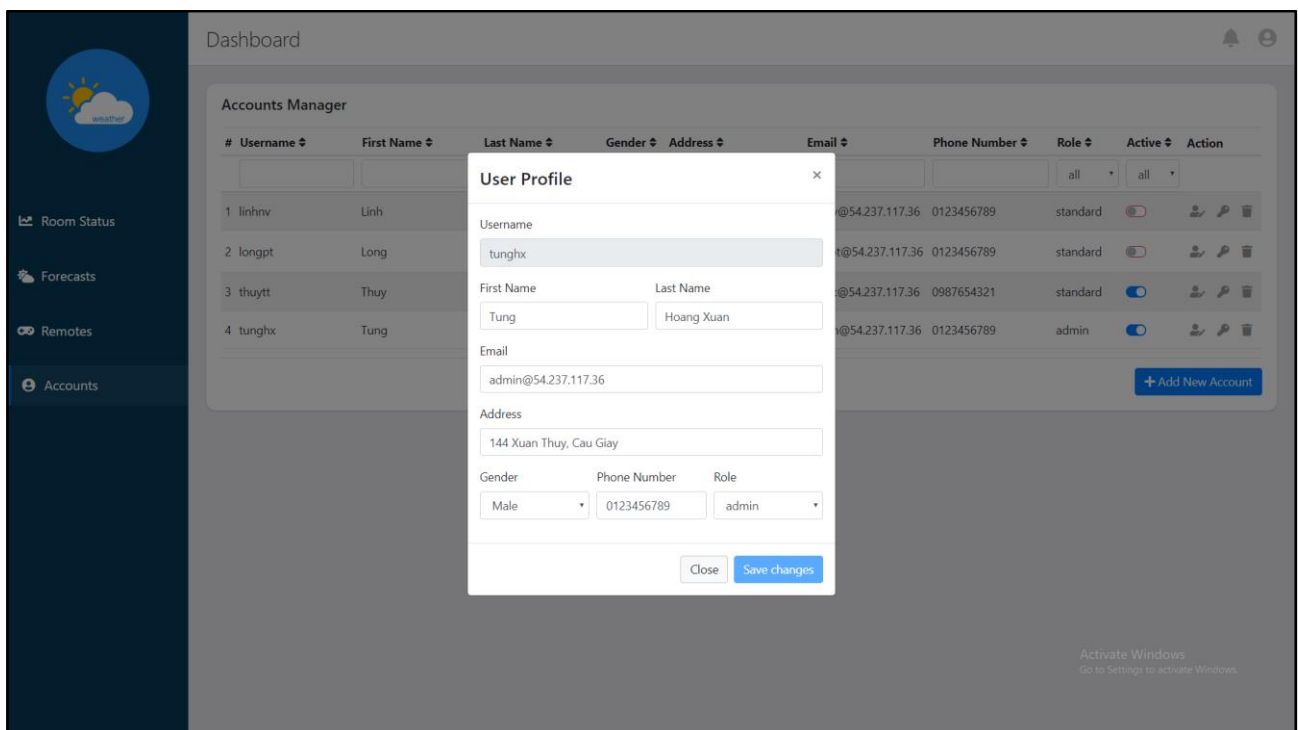 Dashboard
weather
Accounts Manager
# Username First Name Last Name Gender Address Email Phone Number Role Active Action
all all
1 linhnv Linh @54.237.117.36 0123456789 standard
2 longpt Long t@54.237.117.36 0123456789 standard
3 thuytt Thuy @54.237.117.36 0987654321 standard
4 tunghx Tung @54.237.117.36 0123456789 admin
+ Add New Account
Room Status
Forecasts
Remotes
Accounts
User Profile ×
Username
tunghx
First Name Last Name
Tung Hoang Xuan
Email
admin@54.237.117.36
Address
144 Xuan Thuy, Cau Giay
Gender Phone Number Role
Male 0123456789 admin
Close Save changes
Activate Windows
Go to Settings to activate Windows.